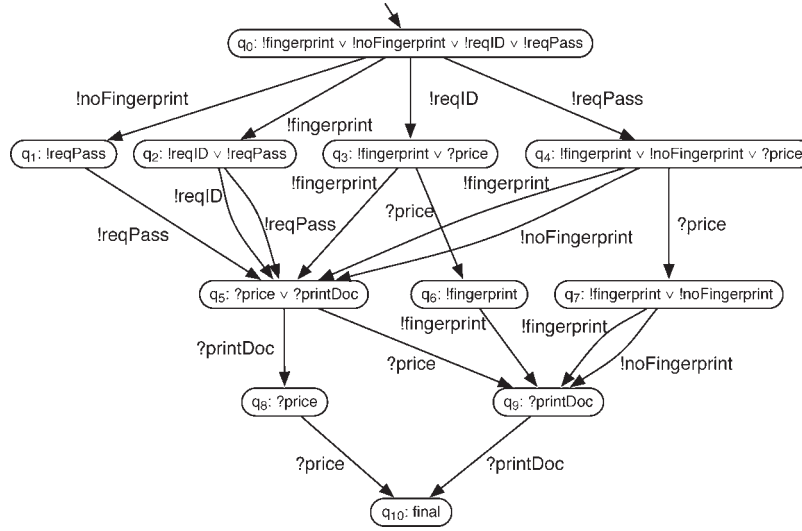 q0: !fingerprint ∨ !noFingerprint ∨ !reqID ∨ !reqPass
!noFingerprint
!fingerprint
!reqID
!reqPass
q1: !reqPass
q2: !reqID ∨ !reqPass
q3: !fingerprint ∨ ?price
q4: !fingerprint ∨ !noFingerprint ∨ ?price
!reqPass
!reqID
!reqPass
!fingerprint
?price
!fingerprint
!noFingerprint
?price
q5: ?price ∨ ?printDoc
q6: !fingerprint
q7: !fingerprint ∨ !noFingerprint
?printDoc
?price
!fingerprint
!fingerprint
!noFingerprint
q8: ?price
q9: ?printDoc
?price
?printDoc
q10: final